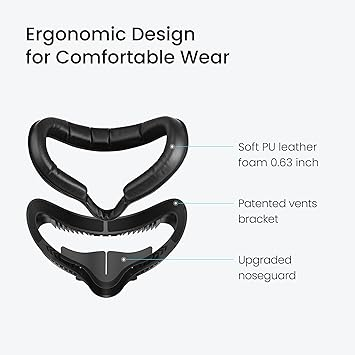 Ergonomic Design
for Comfortable Wear
Soft PU leather
foam 0.63 inch
Patented vents
bracket
Upgraded
noseguard